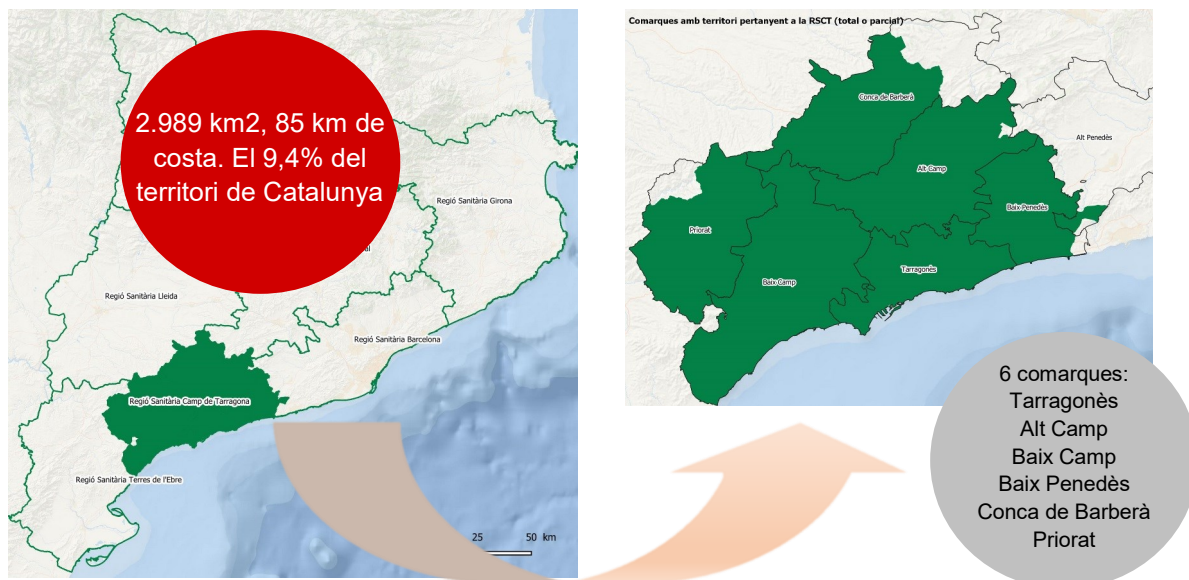 2.989 km2, 85 km de
costa. El 9,4% del
territori de Catalunya
Regió Sanitària Girona
Regió Sanitària Lleida
Regió Sanitària Barcelona
Regió Sanitària Camp de Tarragona
Regió Sanitària Terres de l'Ebre
25 50 km
Comarques amb territori pertanyent a la RSCT (total o parcial)
Conca de Barberà
Alt Penedès
Alt Camp
Baix Penedès
Priorat
Tarragonès
Baix Camp
6 comarques:
Tarragonès
Alt Camp
Baix Camp
Baix Penedès
Conca de Barberà
Priorat